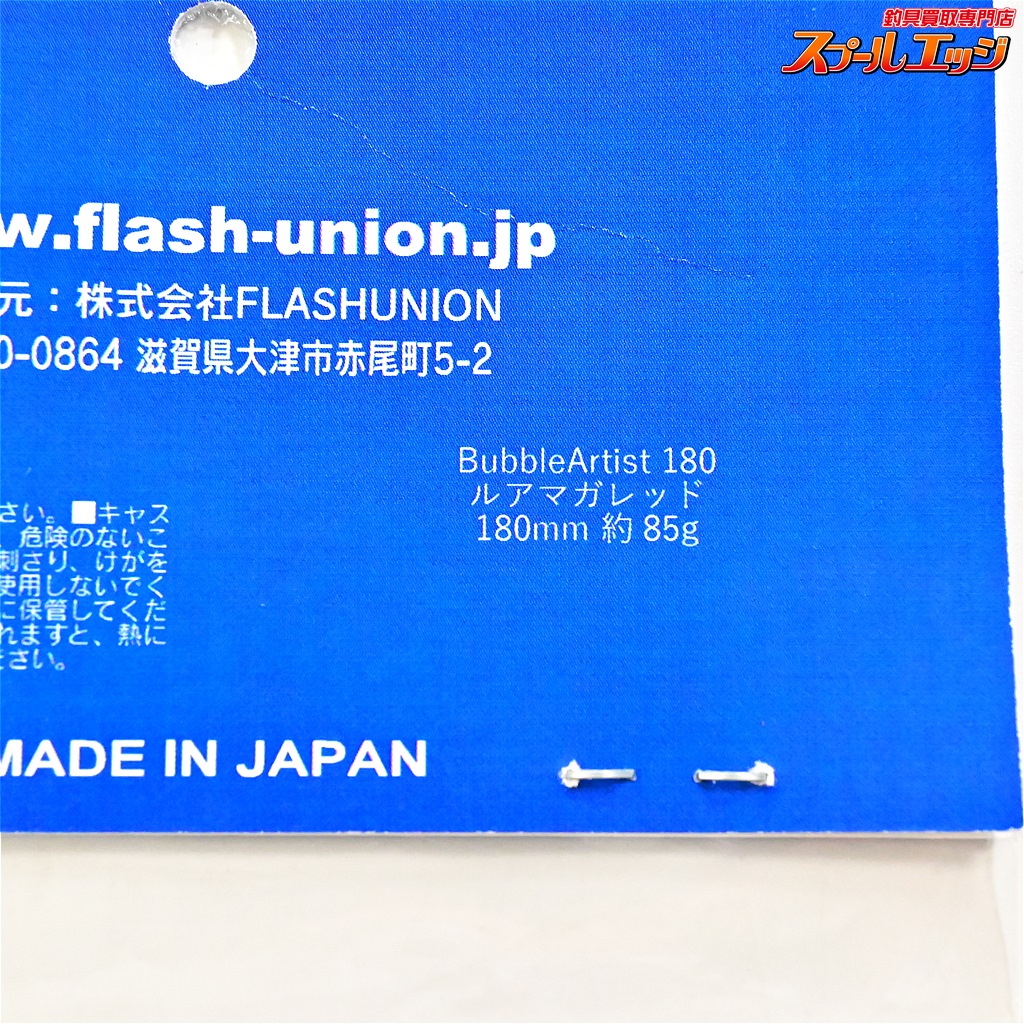 釣具買取専門店
スプールエッジ
w.flash-union.jp
元：株式会社FLASHUNION
0-0864 滋賀県大津市赤尾町5-2
BubbleArtist 180
ルアマガレッド
180mm 約 85g
さい。■キャス
、危険のないこ
刺さり、けがを
使用しないでく
に保管してくだ
れますと、熱に
ださい。
MADE IN JAPAN